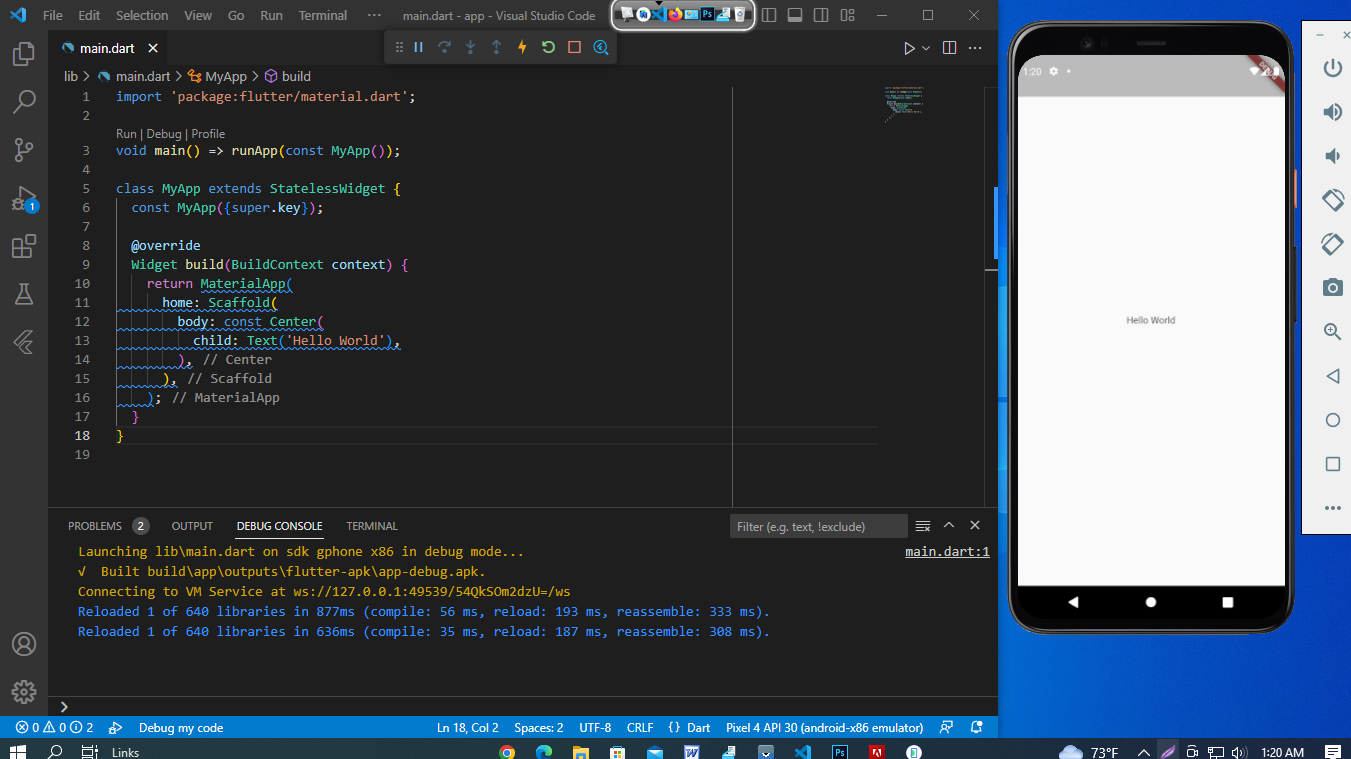 File Edit Selection View Go Run Terminal ··· main.dart - app - Visual Studio Code
main.dart
lib > main.dart > MyApp > build
1 import 'package:flutter/material.dart';
2
Run | Debug | Profile
3 void main() => runApp(const MyApp());
4
5 class MyApp extends StatelessWidget {
6 const MyApp({super.key});
7
8 @override
9 Widget build(BuildContext context) {
10 return MaterialApp(
11 home: Scaffold(
12 body: const Center(
13 child: Text('Hello World'),
14 ), // Center
15 ), // Scaffold
16 ); // MaterialApp
17 }
18 }
19
PROBLEMS 2 OUTPUT DEBUG CONSOLE TERMINAL Filter (e.g. text, !exclude)
Launching lib\main.dart on sdk gphone x86 in debug mode... main.dart:1
√ Built build\app\outputs\flutter-apk\app-debug.apk.
Connecting to VM Service at ws://127.0.0.1:49539/54QkSOm2dzU=/ws
Reloaded 1 of 640 libraries in 877ms (compile: 56 ms, reload: 193 ms, reassemble: 333 ms).
Reloaded 1 of 640 libraries in 636ms (compile: 35 ms, reload: 187 ms, reassemble: 308 ms).
1
0 0 2 Debug my code Ln 18, Col 2 Spaces: 2 UTF-8 CRLF {} Dart Pixel 4 API 30 (android-x86 emulator)
1:20
Hello World
Links 73°F 1:20 AM